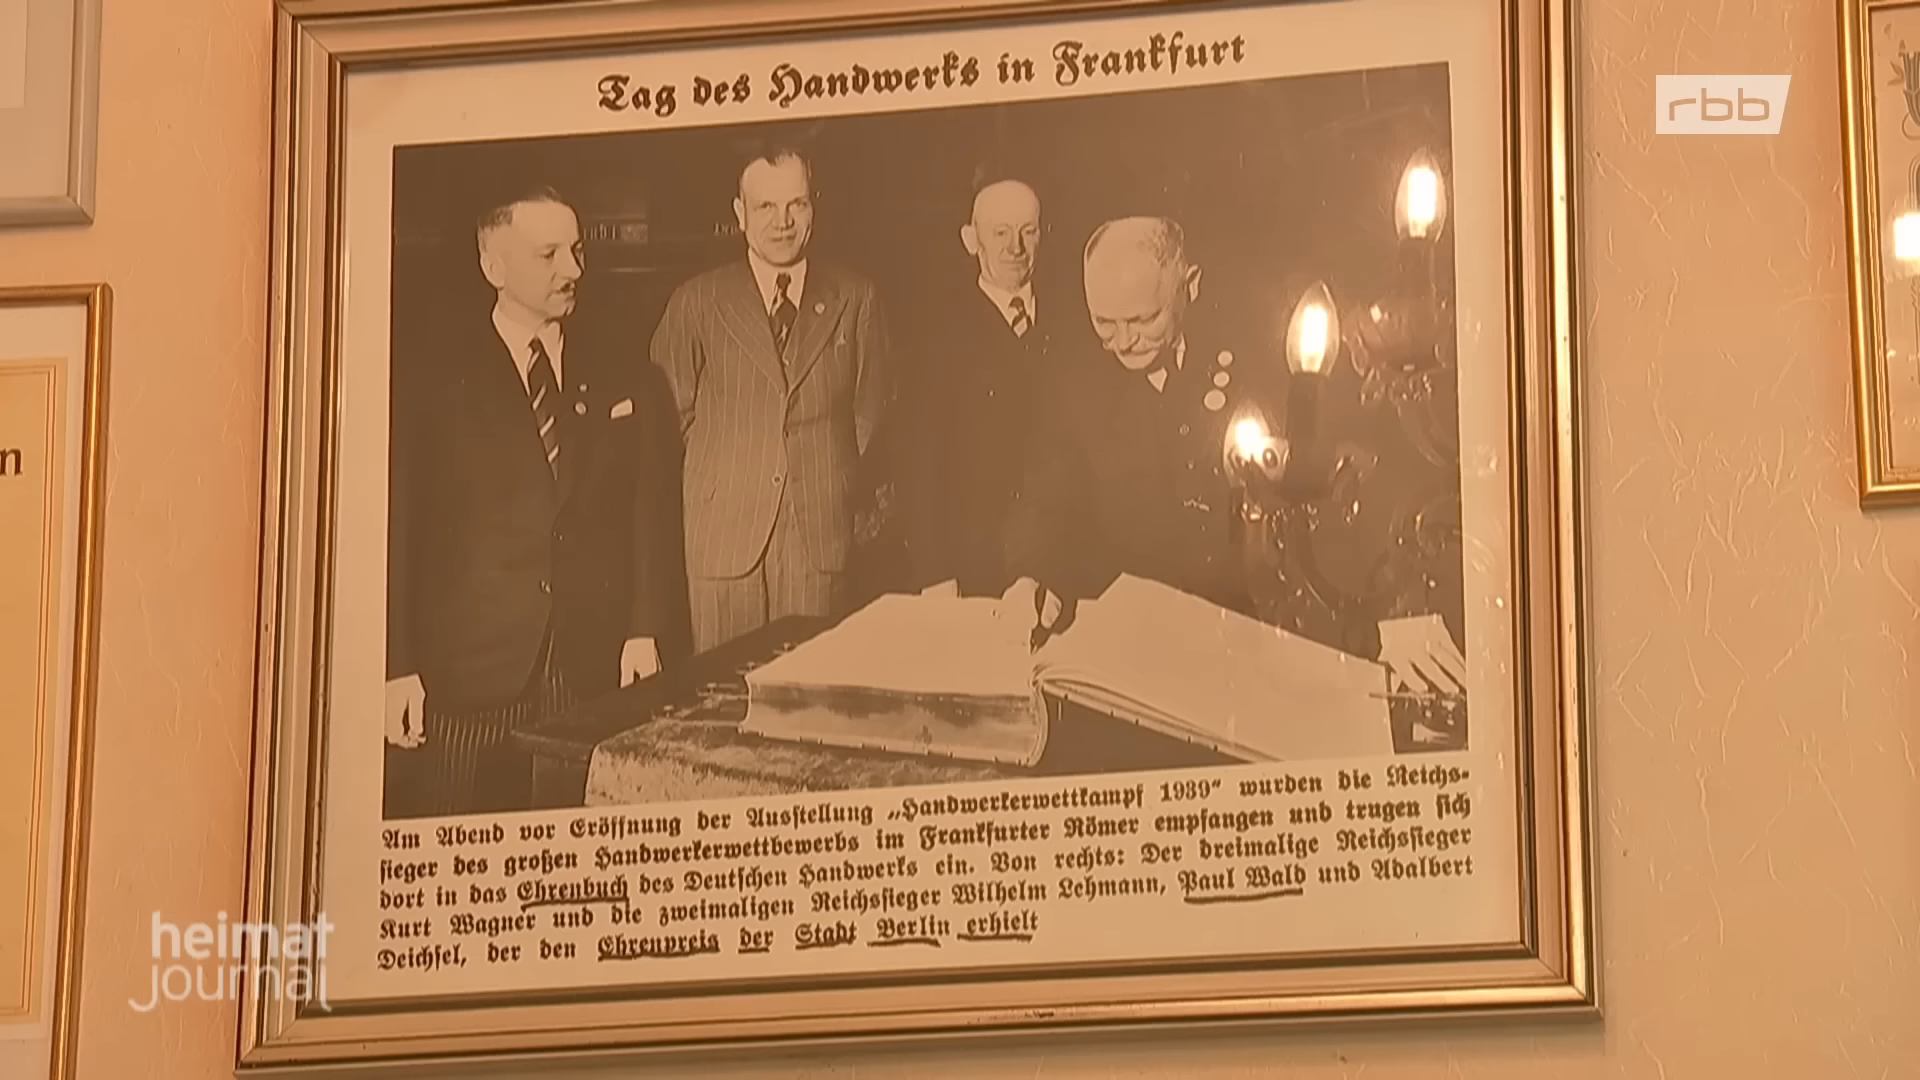 Tag des Handwerks in Frankfurt
rbb
n
Am Abend vor Eröffnung der Ausstellung „Handwerkerwettkampf 1939“ wurden die Reichs-
sieger des großen Handwerkerwettbewerbs im Frankfurter Römer empfangen und trugen sich
dort in das Ehrenbuch des Deutschen Handwerks ein. Von rechts: Der dreimalige Reichssieger
Kurt Wagner und die zweimaligen Reichssieger Wilhelm Lehmann, Paul Wald und Adalbert
Deichsel, der den Ehrenpreis der Stadt Berlin erhielt
heimat
journal